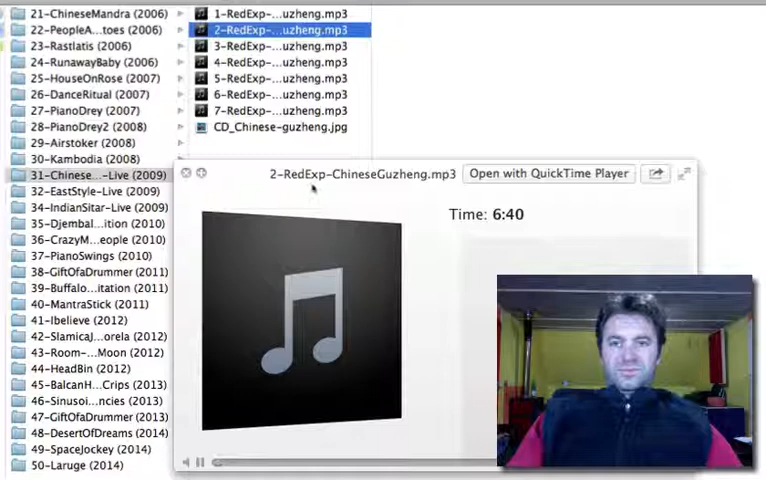 21-ChineseMandra (2006)
22-PeopleA...toes (2006)
23-Rastlatis (2006)
24-RunawayBaby (2006)
25-HouseOnRose (2007)
26-DanceRitual (2007)
27-PianoDrey (2007)
28-PianoDrey2 (2007)
29-Airstoker (2008)
30-Kambodia (2008)
31-Chinese...-Live (2009)
32-EastStyle-Live (2009)
34-IndianSitar-Live (2009)
35-Djembal...ition (2010)
36-CrazyM...eople (2010)
37-PianoSwings (2010)
38-GiftOfaDrummer (2011)
39-Buffalo...itation (2011)
40-MantraStick (2011)
41-Ibelieve (2012)
42-SlamicaJ...orela (2012)
43-Room-...Moon (2012)
44-HeadBin (2012)
45-BalcanH...Crips (2013)
46-Sinusoi...ncies (2013)
47-GiftOfaDrummer (2013)
48-DesertOfDreams (2014)
49-SpaceJockey (2014)
50-Laruge (2014)
1-RedExp-...uzheng.mp3
2-RedExp-...uzheng.mp3
3-RedExp-...uzheng.mp3
4-RedExp-...uzheng.mp3
5-RedExp-...uzheng.mp3
6-RedExp-...uzheng.mp3
7-RedExp-...uzheng.mp3
CD_Chinese-guzheng.jpg
2-RedExp-ChineseGuzheng.mp3
Open with QuickTime Player
Time: 6:40